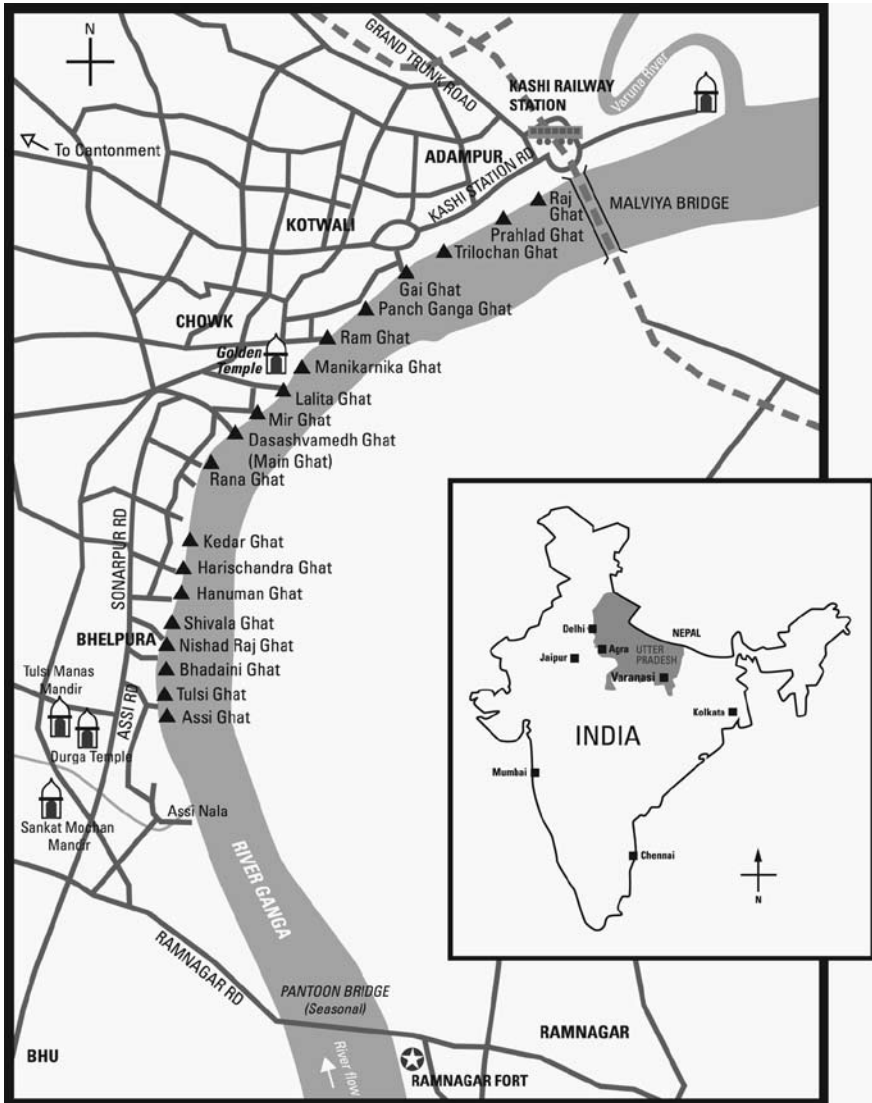 N
GRAND TRUNK ROAD
KASHI RAILWAY
STATION
Varuna River
To Cantonment
ADAMPUR
KASHI STATION RD
KOTWALI
Raj
Ghat
MALVIYA BRIDGE
Prahlad Ghat
Trilochan Ghat
Gai Ghat
Panch Ganga Ghat
CHOWK
Ram Ghat
Golden
Temple
Manikarnika Ghat
Lalita Ghat
Mir Ghat
Dasashvamedh Ghat
(Main Ghat)
Rana Ghat
SONARPUR RD
Kedar Ghat
Harischandra Ghat
Hanuman Ghat
Shivala Ghat
BHELPURA
Nishad Raj Ghat
Tulsi Manas
Mandir
Bhadaini Ghat
Tulsi Ghat
ASSI RD
Assi Ghat
Durga Temple
Assi Nala
Sankat Mochan
Mandir
RIVER GANGA
RAMNAGAR RD
PANTOON BRIDGE
(Seasonal)
RAMNAGAR
BHU
River flow
RAMNAGAR FORT
Delhi
NEPAL
Agra
UTTER
PRADESH
Jaipur
Varanasi
Kolkata
INDIA
Mumbai
Chennai
N